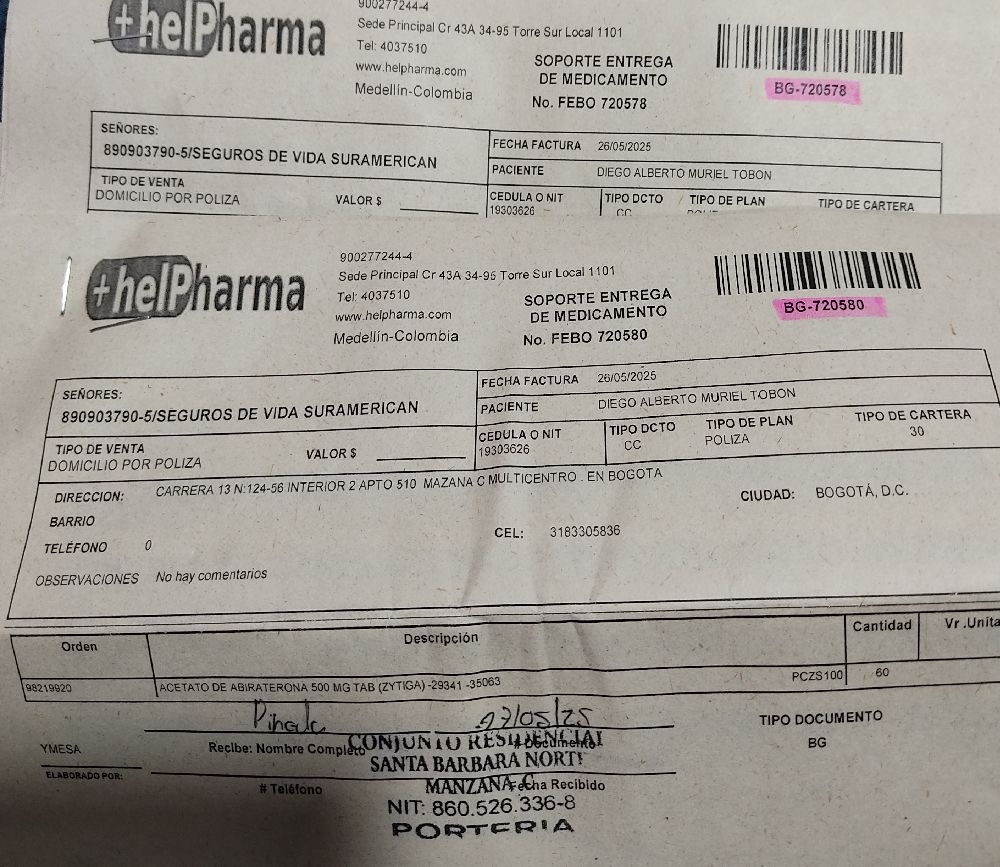 +helPharma
900277244-4
Sede Principal Cr 43A 34-95 Torre Sur Local 1101
Tel: 4037510
www.helpharma.com
Medellin-Colombia
SOPORTE ENTREGA
DE MEDICAMENTO
No. FEBO 720578
BG-720578
SEÑORES:
890903790-5/SEGUROS DE VIDA SURAMERICAN
FECHA FACTURA 26/05/2025
PACIENTE DIEGO ALBERTO MURIEL TOBON
TIPO DE VENTA
DOMICILIO POR POLIZA
VALOR $
CEDULA O NIT
19303626
TIPO DCTO
CC
TIPO DE PLAN
TIPO DE CARTERA
+helPharma
900277244-4
Sede Principal Cr 43A 34-95 Torre Sur Local 1101
Tel: 4037510
www.helpharma.com
Medellín-Colombia
SOPORTE ENTREGA
DE MEDICAMENTO
No. FEBO 720580
BG-720580
SEÑORES:
890903790-5/SEGUROS DE VIDA SURAMERICAN
FECHA FACTURA 26/05/2025
PACIENTE DIEGO ALBERTO MURIEL TOBON
TIPO DE VENTA
DOMICILIO POR POLIZA
VALOR $
CEDULA O NIT
19303626
TIPO DCTO
CC
TIPO DE PLAN
POLIZA
TIPO DE CARTERA
30
DIRECCION: CARRERA 13 N:124-56 INTERIOR 2 APTO 510 MAZANA C MULTICENTRO . EN BOGOTA
CIUDAD: BOGOTÁ, D.C.
BARRIO
CEL: 3183305836
TELÉFONO 0
OBSERVACIONES No hay comentarios
Orden Descripción Cantidad Vr.Unita
98219920 ACETATO DE ABIRATERONA 500 MG TAB (ZYTIGA) -29341 -35063 PCZS100 60
27/05/25
TIPO DOCUMENTO
BG
YMESA
ELABORADO POR:
Recibe: Nombre Completo
# Documento
CONJUNTO RESIDENCIAL
SANTA BARBARA NORTE
MANZANA C
# Teléfono
Fecha Recibido
NIT: 860.526.336-8
PORTERIA